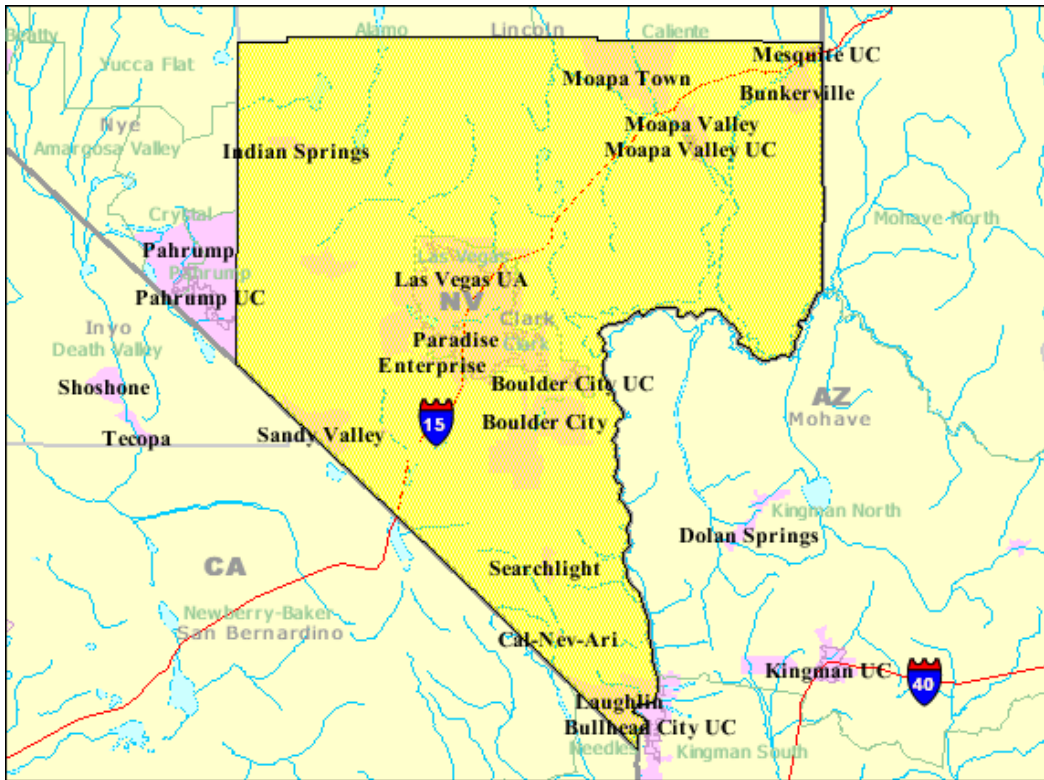 Alamo
Lincoln
Caliente
Beatty
Mesquite UC
Yucca Flat
Moapa Town
Bunkerville
Nye
Moapa Valley
Amargosa Valley
Indian Springs
Moapa Valley UC
Crystal
Mohave North
Pahrump
Las Vegas
Pahrump
Las Vegas UA
Pahrump UC
NV
Clark
Inyo
Paradise
Clark
Death Valley
Enterprise
Shoshone
Boulder City UC
AZ
Mohave
15
Boulder City
Sandy Valley
Tecopa
Kingman North
Dolan Springs
CA
Searchlight
Newberry-Baker
San Bernardino
Cal-Nev-Ari
Kingman UC
40
Laughlin
Bullhead City UC
Needles
Kingman South